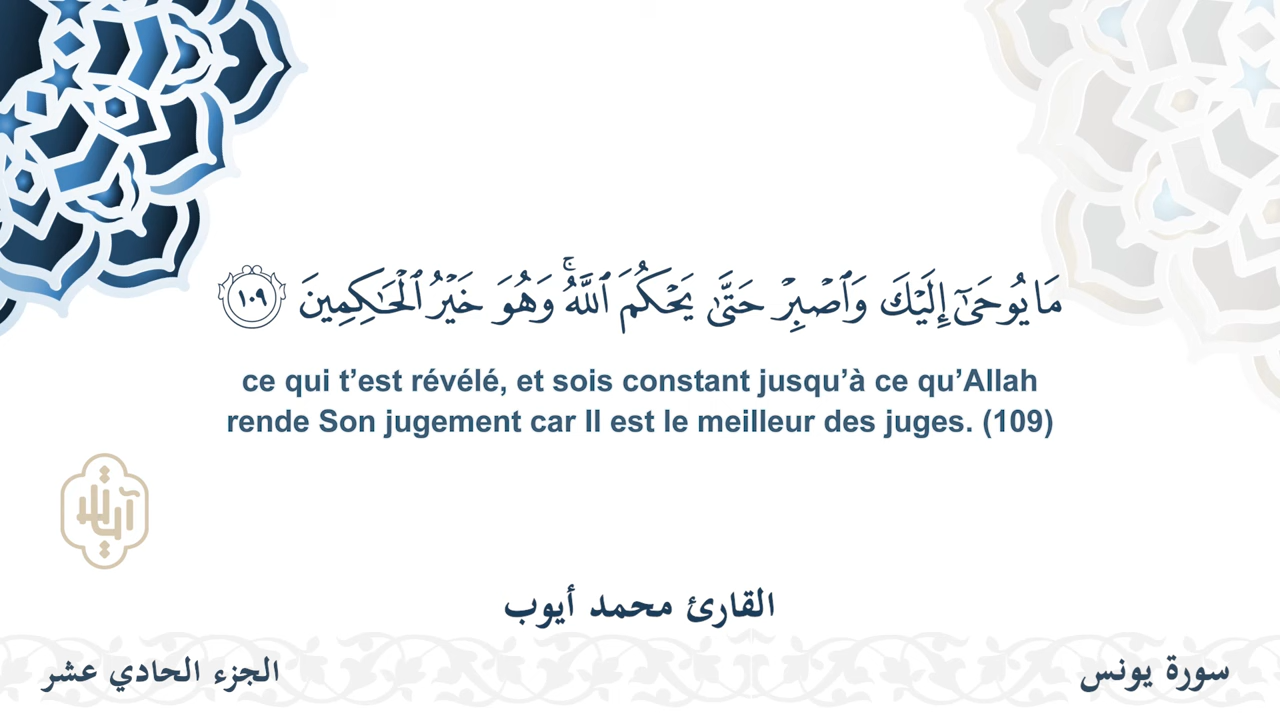 مَا يُوحَىٰٓ إِلَيْكَ وَٱصْبِرْ حَتَّىٰ يَحْكُمَ ٱللَّهُ ۚ وَهُوَ خَيْرُ ٱلْحَـٰكِمِينَ ١٠٩
ce qui t’est révélé, et sois constant jusqu’à ce qu’Allah
rende Son jugement car Il est le meilleur des juges. (109)
القارئ محمد أيوب
سورة يونس
الجزء الحادي عشر